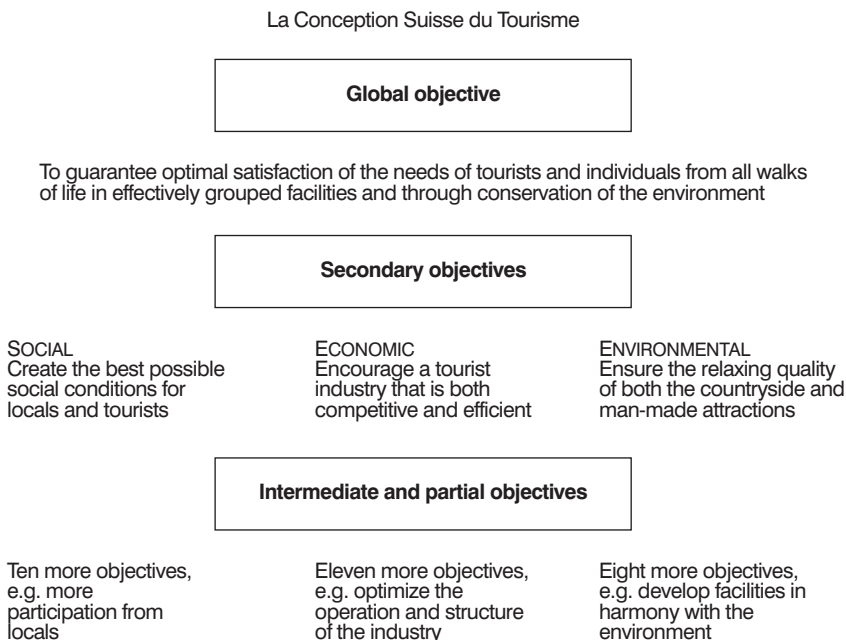 La Conception Suisse du Tourisme
Global objective
To guarantee optimal satisfaction of the needs of tourists and individuals from all walks
of life in effectively grouped facilities and through conservation of the environment
Secondary objectives
SOCIAL
Create the best possible
social conditions for
locals and tourists
ECONOMIC
Encourage a tourist
industry that is both
competitive and efficient
ENVIRONMENTAL
Ensure the relaxing quality
of both the countryside and
man-made attractions
Intermediate and partial objectives
Ten more objectives,
e.g. more
participation from
locals
Eleven more objectives,
e.g. optimize the
operation and structure
of the industry
Eight more objectives,
e.g. develop facilities in
harmony with the
environment